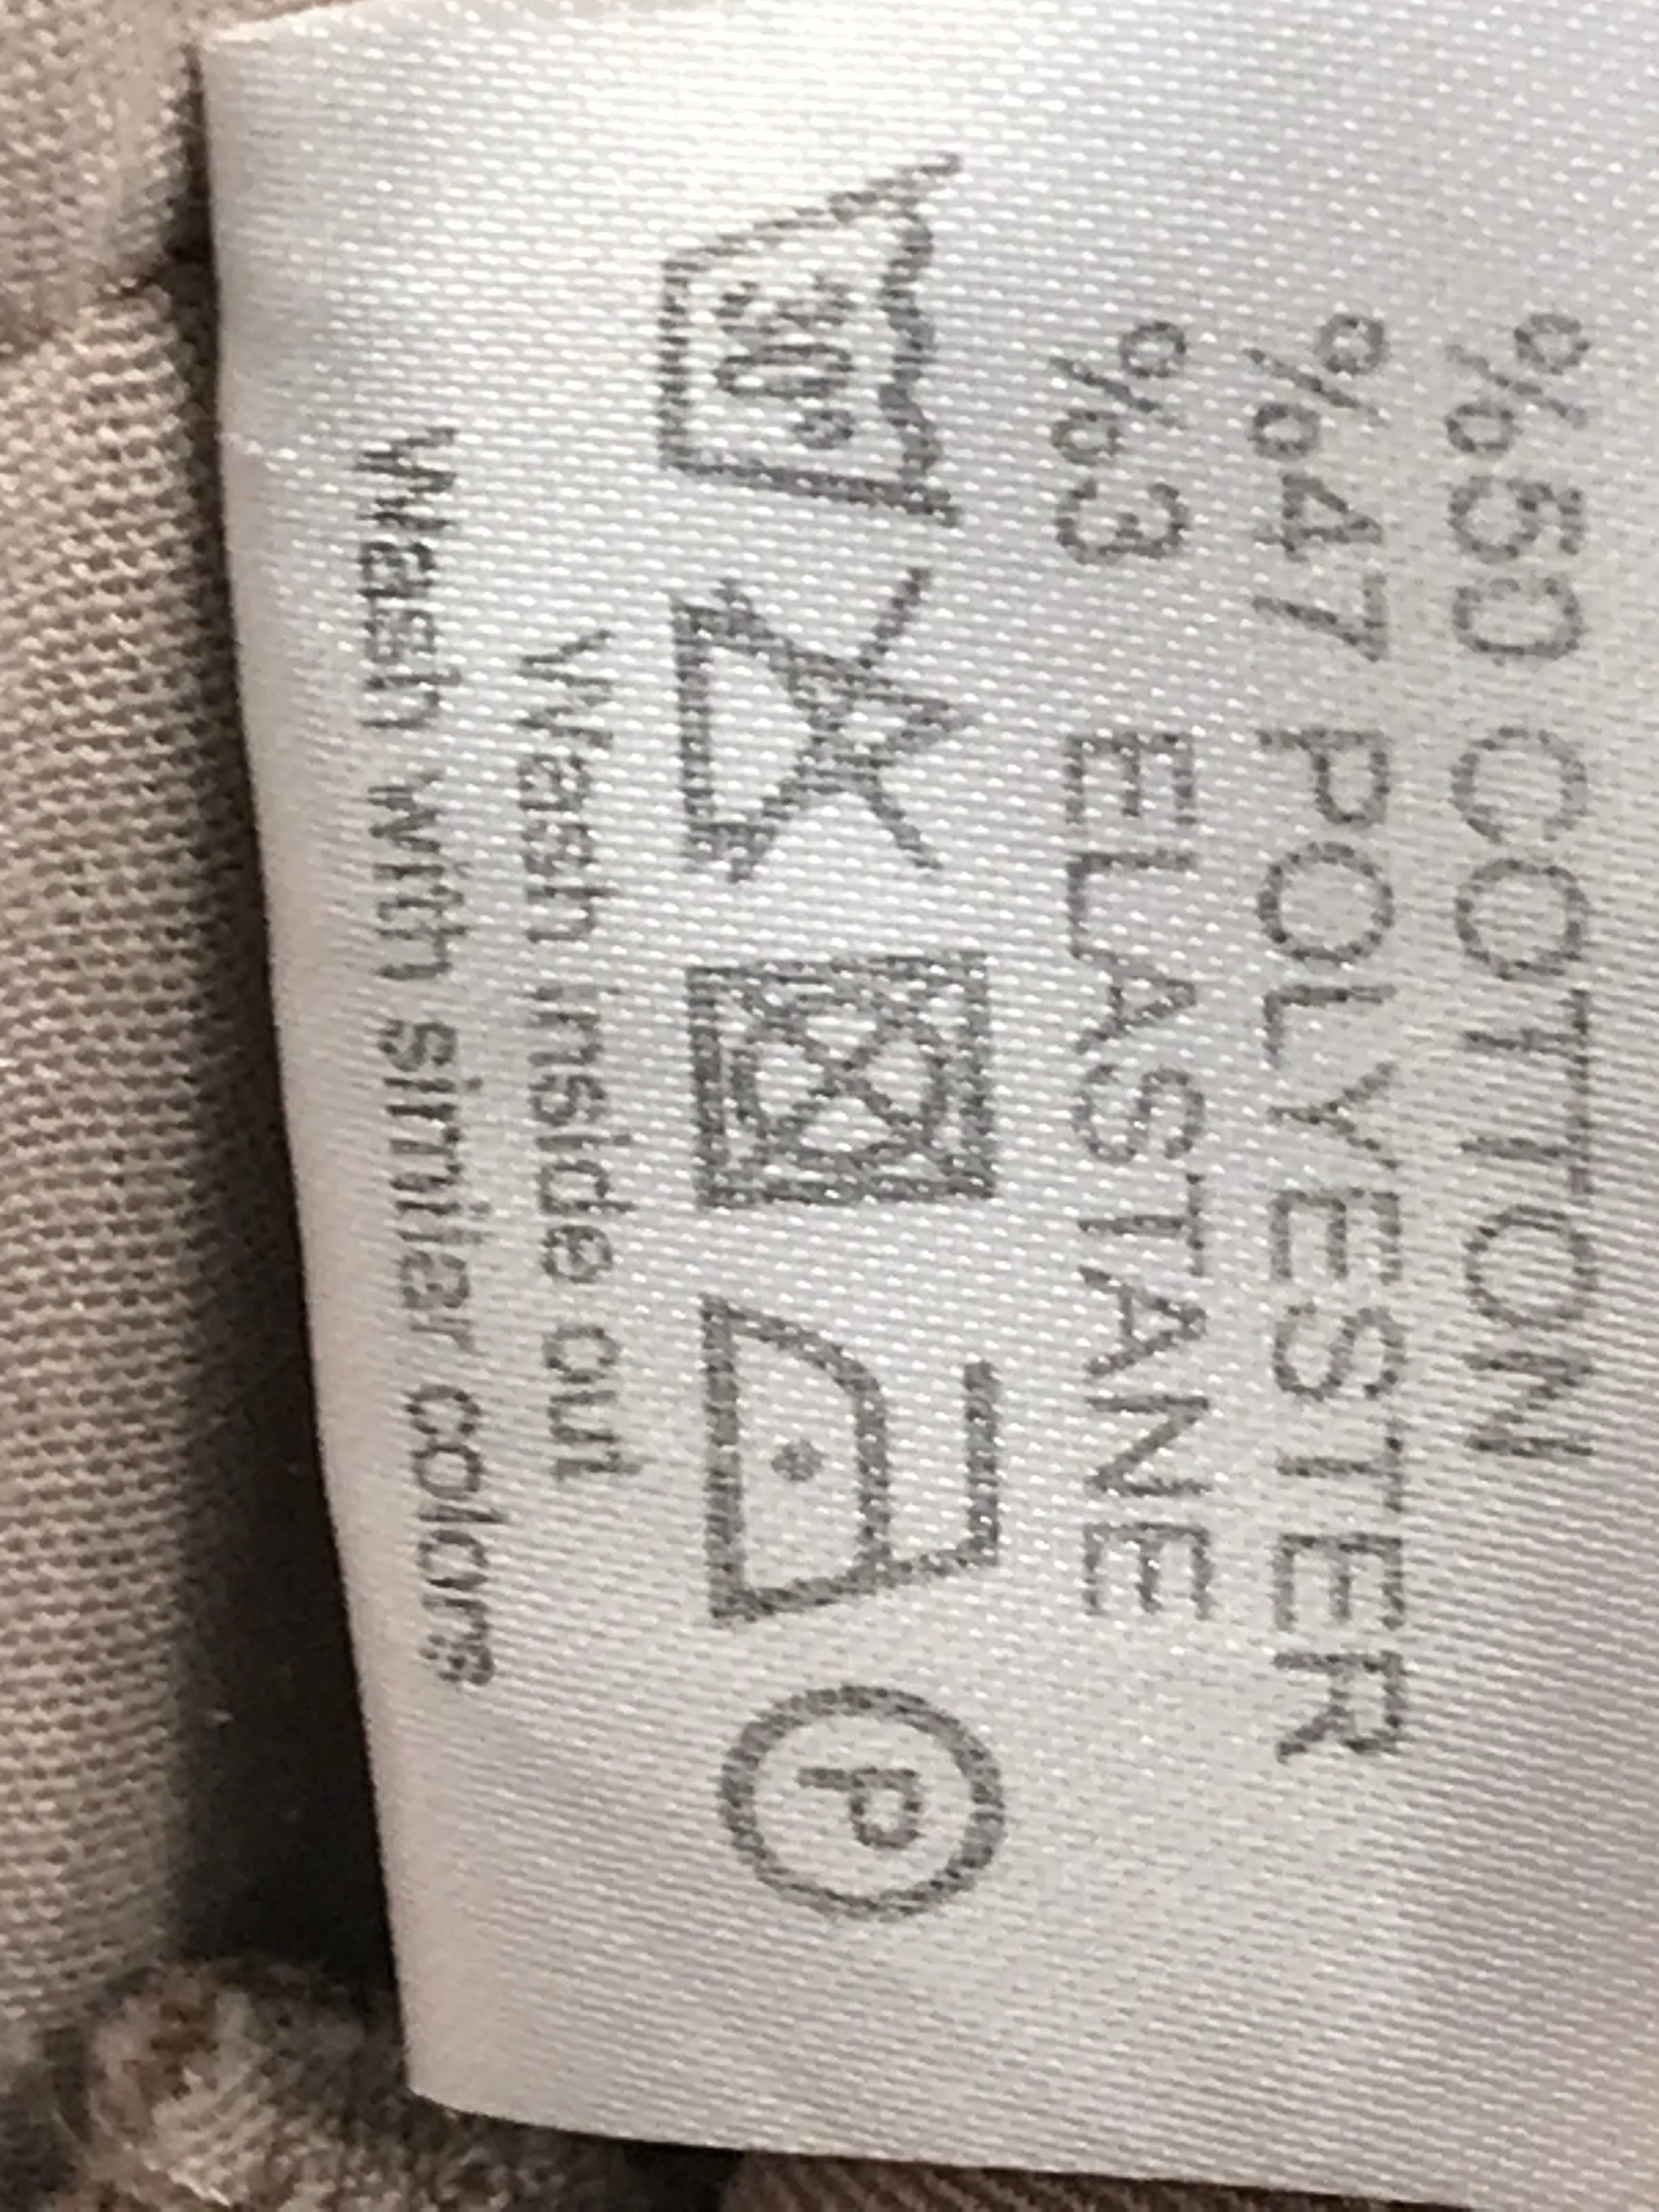 %50 COTTON
%47 POLYESTER
%3 ELASTANE
30° P
Wash inside out
Wash with similar colors